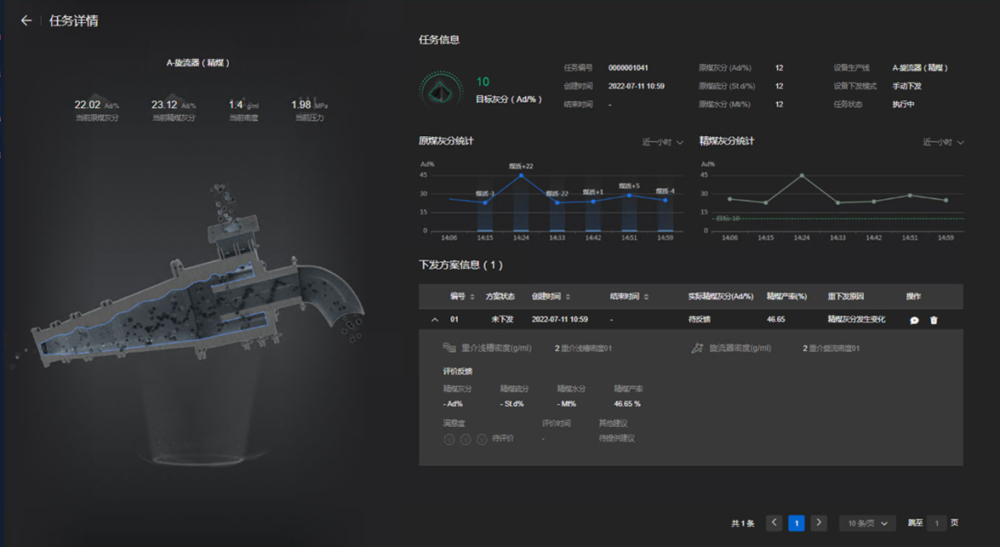 任务详情
A-旋流器（精煤）
22.02 Ad/%
当前原煤灰分
23.12 Ad/%
当前精煤灰分
1.4 g/ml
当前密度
1.98 MPa
当前压力
任务信息
10
目标灰分（Ad/%）
任务编号 0000001041
原煤灰分 (Ad/%) 12
设备生产线 A-旋流器（精煤）
创建时间 2022-07-11 10:59
原煤硫分 (St.d/%) 12
设备下发模式 手动下发
结束时间 -
原煤水分 (Mt/%) 12
任务状态 执行中
原煤灰分统计 近一小时
Ad%
45
30
15
0
煤质-3
煤质+22
煤质-22
煤质+1
煤质+5
煤质-4
14:06 14:15 14:24 14:33 14:42 14:51 14:59
精煤灰分统计 近一小时
Ad%
45
30
15
0
目标-10
14:06 14:15 14:24 14:33 14:42 14:51 14:59
下发方案信息（1）
编号 方案状态 创建时间 结束时间 实际精煤灰分(Ad/%) 精煤产率(%) 重下发原因 操作
01 未下发 2022-07-11 10:59 - 待反馈 46.65 精煤灰分发生变化
重介浅槽密度(g/ml) 2 重介浅槽密度01
旋流器密度(g/ml) 2 重介旋流密度01
评价反馈
精煤灰分 精煤硫分 精煤水分 精煤产率
- Ad% - St.d% - Mt% 46.65 %
满意度 评价时间 其他建议
待评价 - 待提供建议
共 1 条 1 10 条/页 跳至 1 页